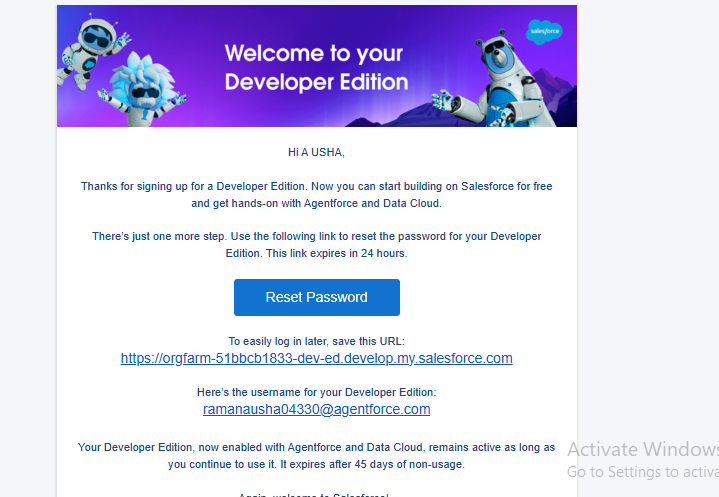 salesforce
Welcome to your
Developer Edition
Hi A USHA,
Thanks for signing up for a Developer Edition. Now you can start building on Salesforce for free
and get hands-on with Agentforce and Data Cloud.
There's just one more step. Use the following link to reset the password for your Developer
Edition. This link expires in 24 hours.
Reset Password
To easily log in later, save this URL:
https://orgfarm-51bbcb1833-dev-ed.develop.my.salesforce.com
Here's the username for your Developer Edition:
ramanausha04330@agentforce.com
Your Developer Edition, now enabled with Agentforce and Data Cloud, remains active as long as
you continue to use it. It expires after 45 days of non-usage.
Activate Windows
Go to Settings to activa
Again, welcome to Salesforce!